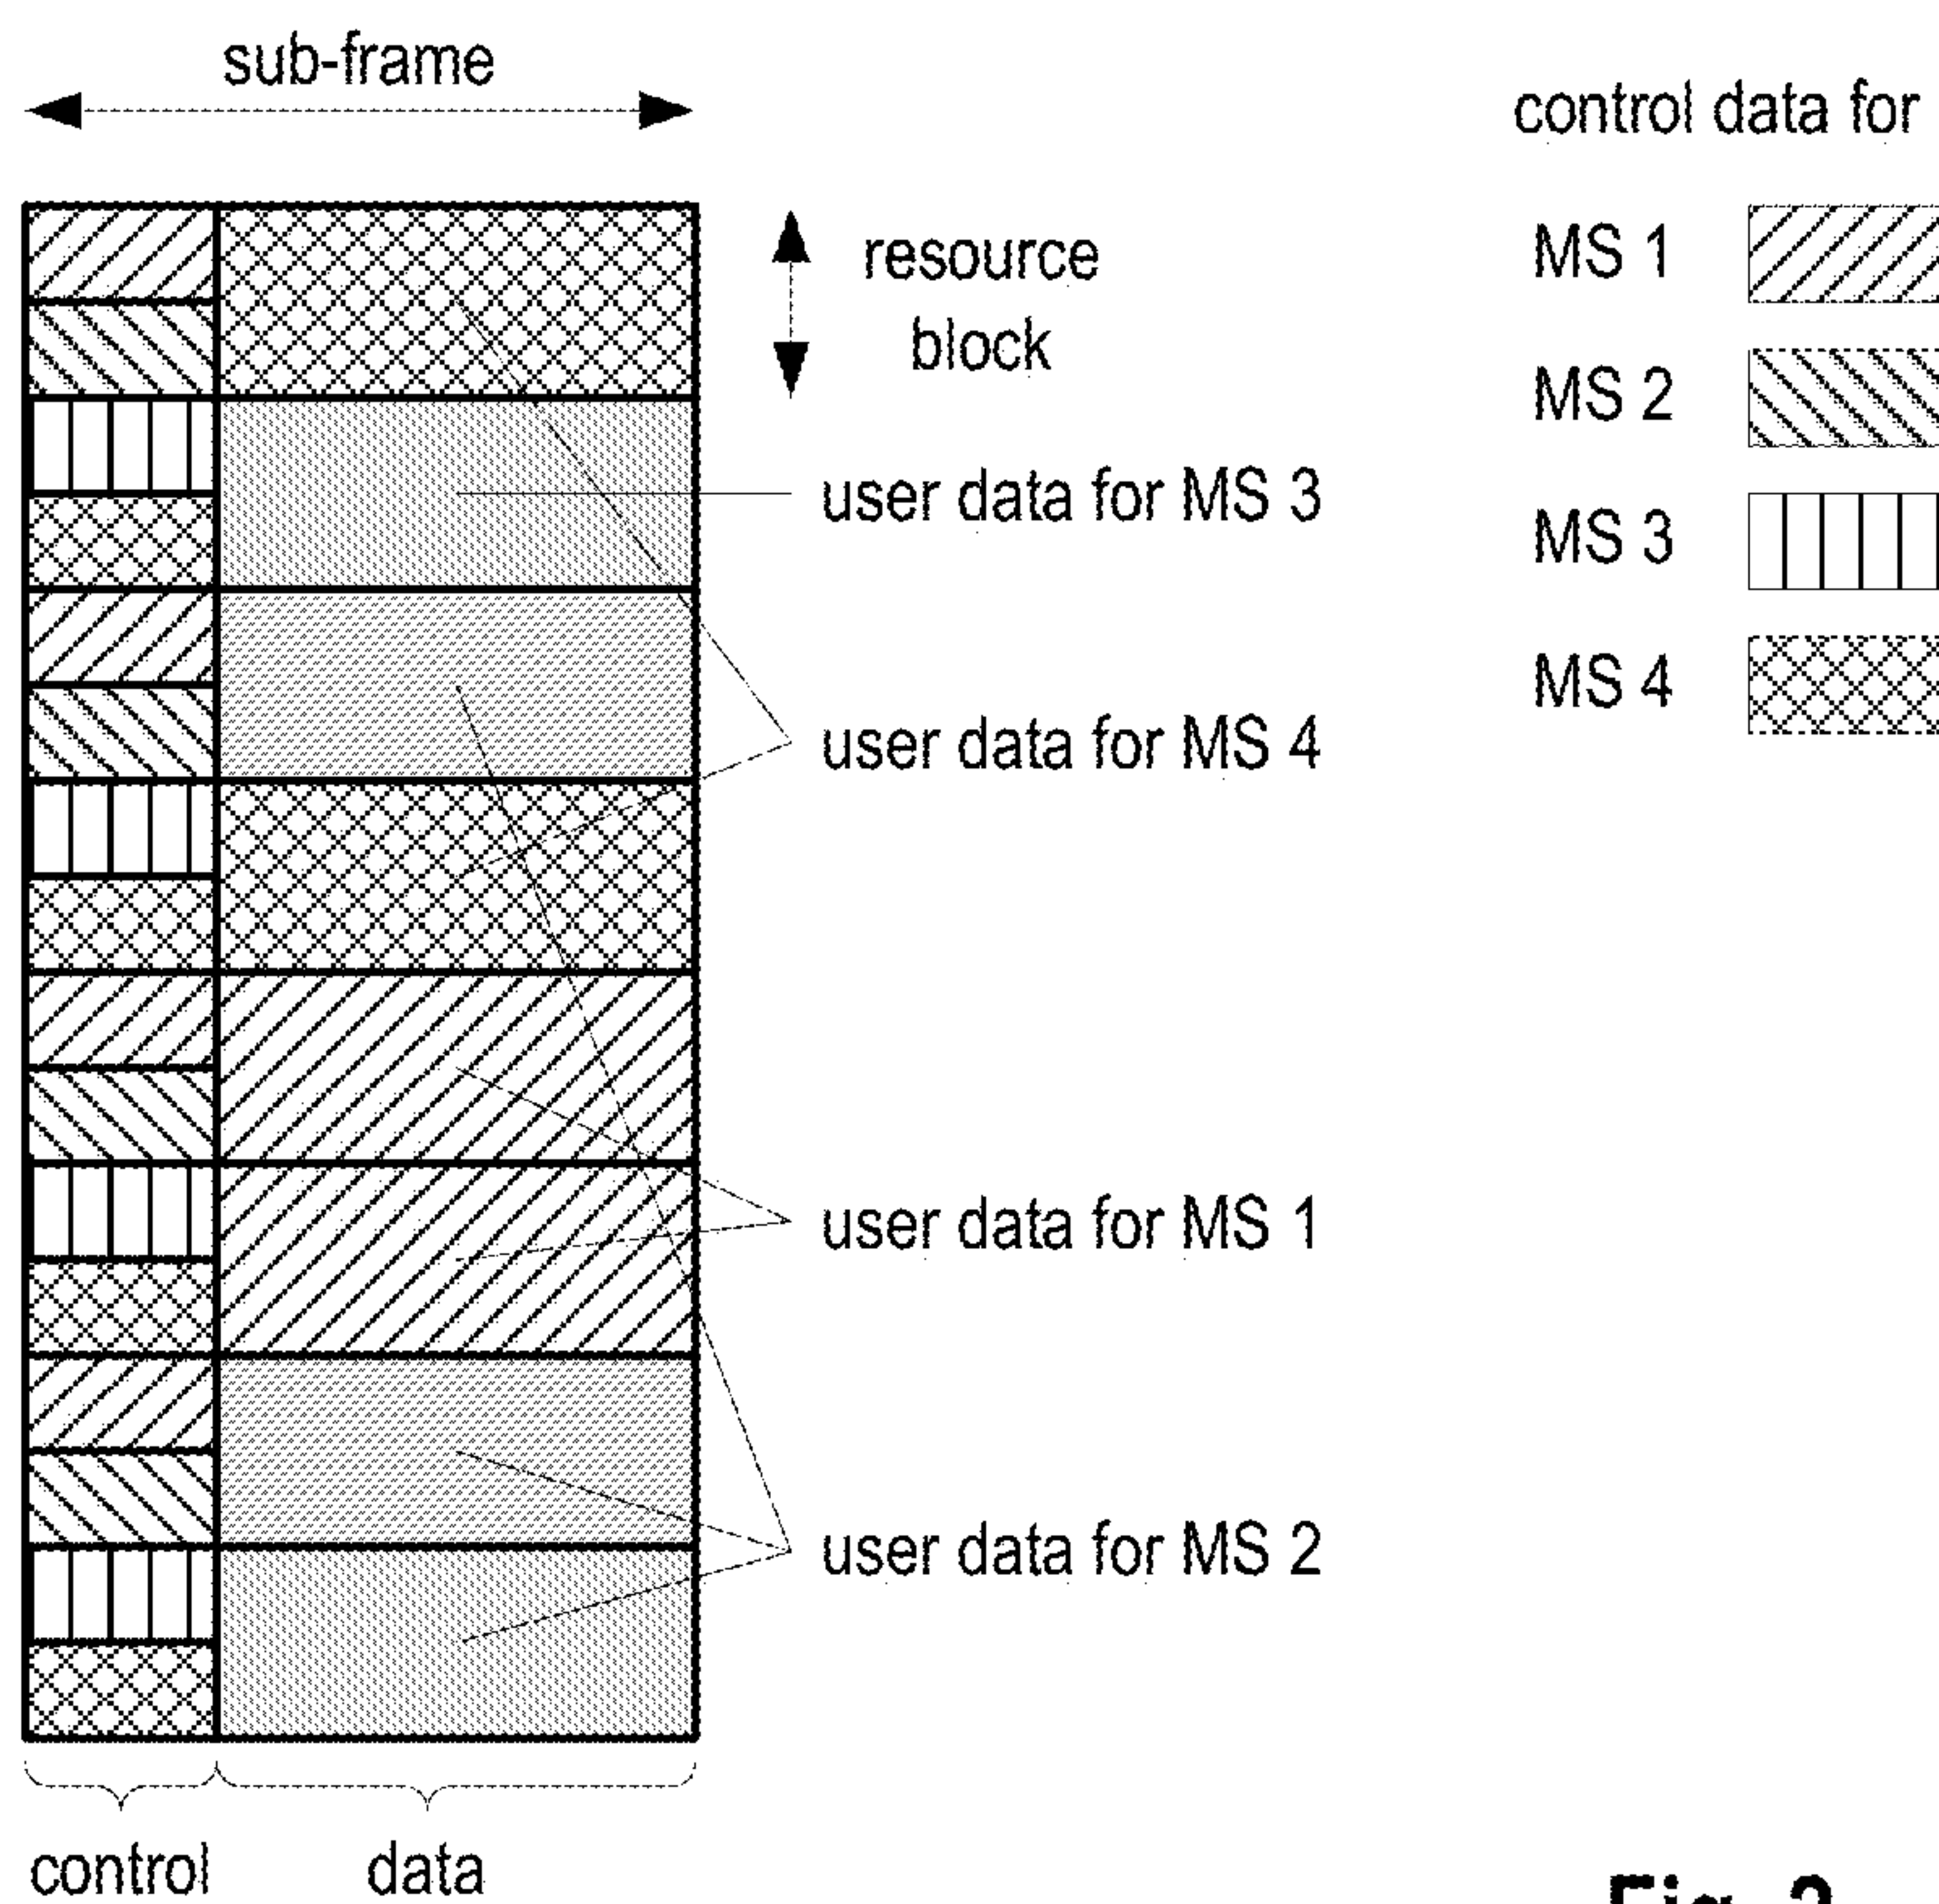 sub-frame
control data for
resource
block
MS 1
MS 2
MS 3
MS 4
user data for MS 3
user data for MS 4
user data for MS 1
user data for MS 2
control
data